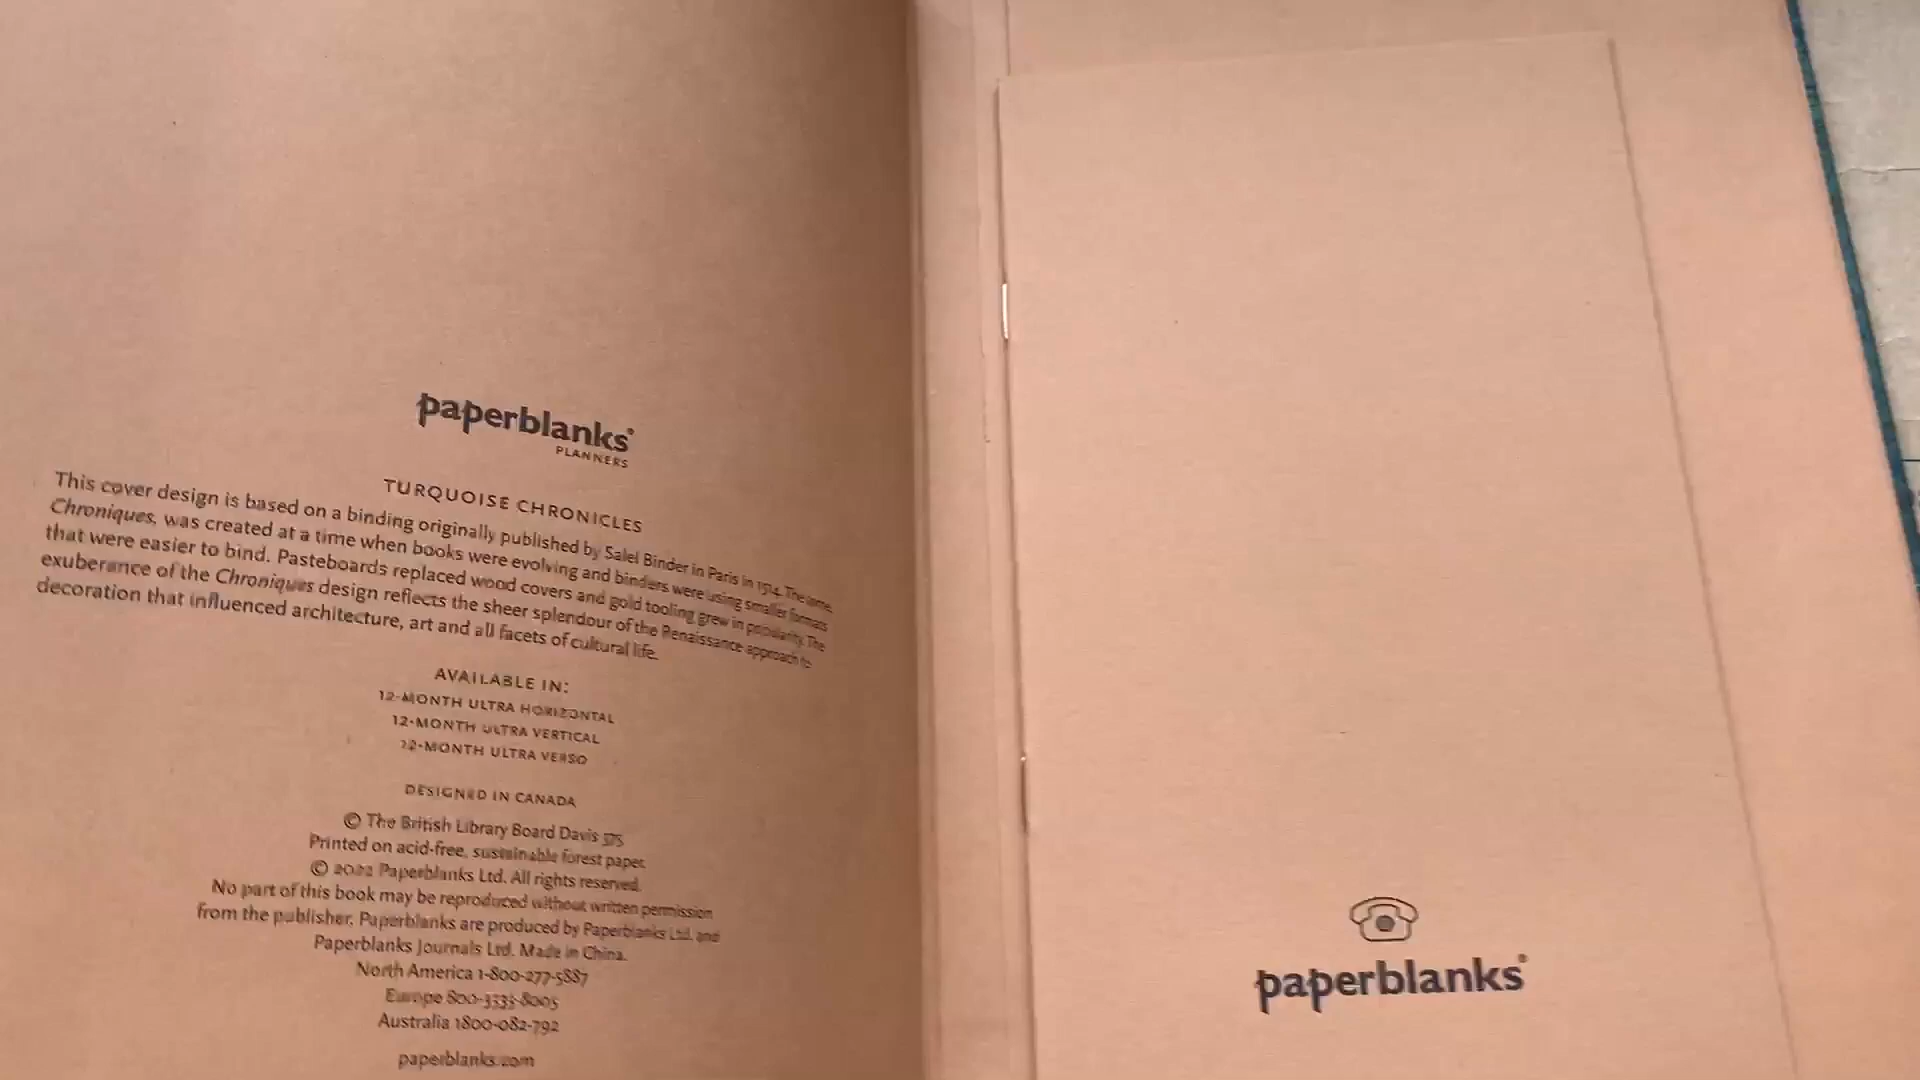 paperblanks®
PLANNERS
TURQUOISE CHRONICLES
This cover design is based on a binding originally published by Salel Binder in Paris in 1514. The tome,
Chroniques, was created at a time when books were evolving and binders were using smaller formats
that were easier to bind. Pasteboards replaced wood covers and gold tooling grew in popularity. The
exuberance of the Chroniques design reflects the sheer splendour of the Renaissance approach to
decoration that influenced architecture, art and all facets of cultural life.
AVAILABLE IN:
12-MONTH ULTRA HORIZONTAL
12-MONTH ULTRA VERTICAL
12-MONTH ULTRA VERSO
DESIGNED IN CANADA
© The British Library Board Davis 375
Printed on acid-free, sustainable forest paper.
© 2022 Paperblanks Ltd. All rights reserved.
No part of this book may be reproduced without written permission
from the publisher. Paperblanks are produced by Paperblanks Ltd. and
Paperblanks Journals Ltd. Made in China.
North America 1-800-277-5887
Europe 800-3333-8005
Australia 1800-082-792
paperblanks.com
paperblanks®